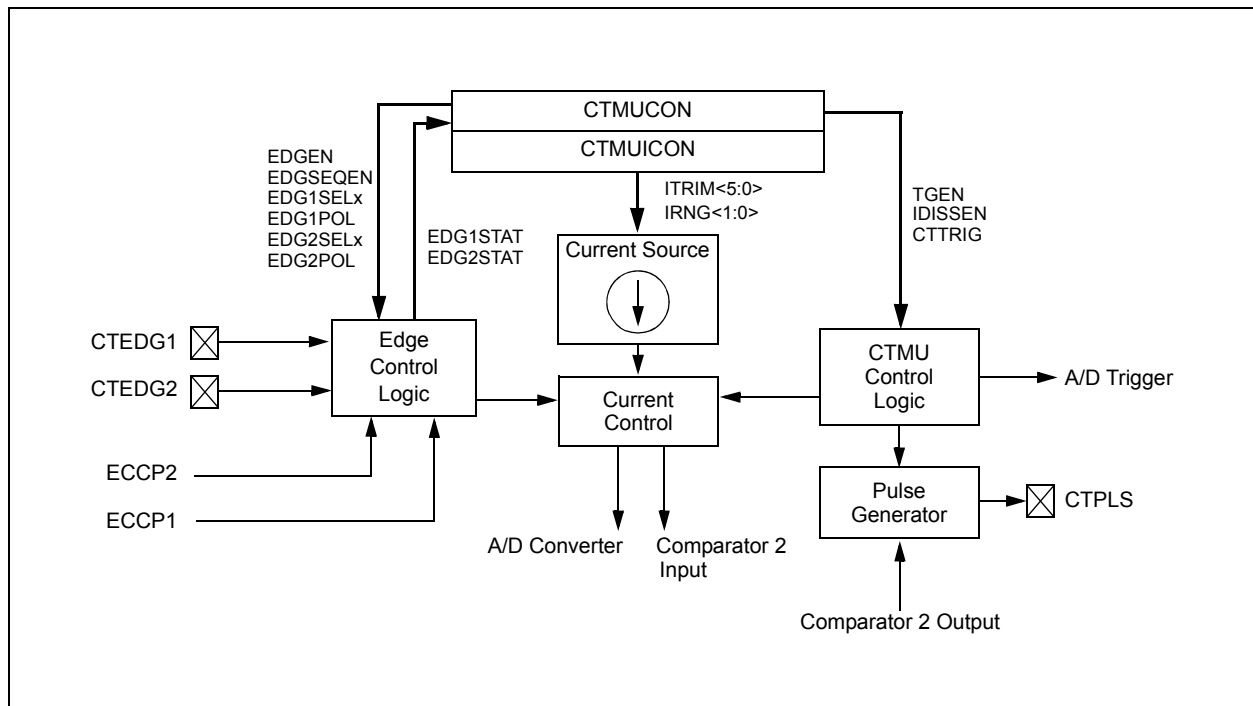 CTMUCON
CTMUICON
EDGEN
EDGSEQEN
EDG1SELx
EDG1POL
EDG2SELx
EDG2POL
EDG1STAT
EDG2STAT
ITRIM<5:0>
IRNG<1:0>
TGEN
IDISSEN
CTTRIG
Current Source
CTEDG1
CTEDG2
Edge
Control
Logic
Current
Control
CTMU
Control
Logic
A/D Trigger
ECCP2
ECCP1
Pulse
Generator
CTPLS
A/D Converter
Comparator 2
Input
Comparator 2 Output